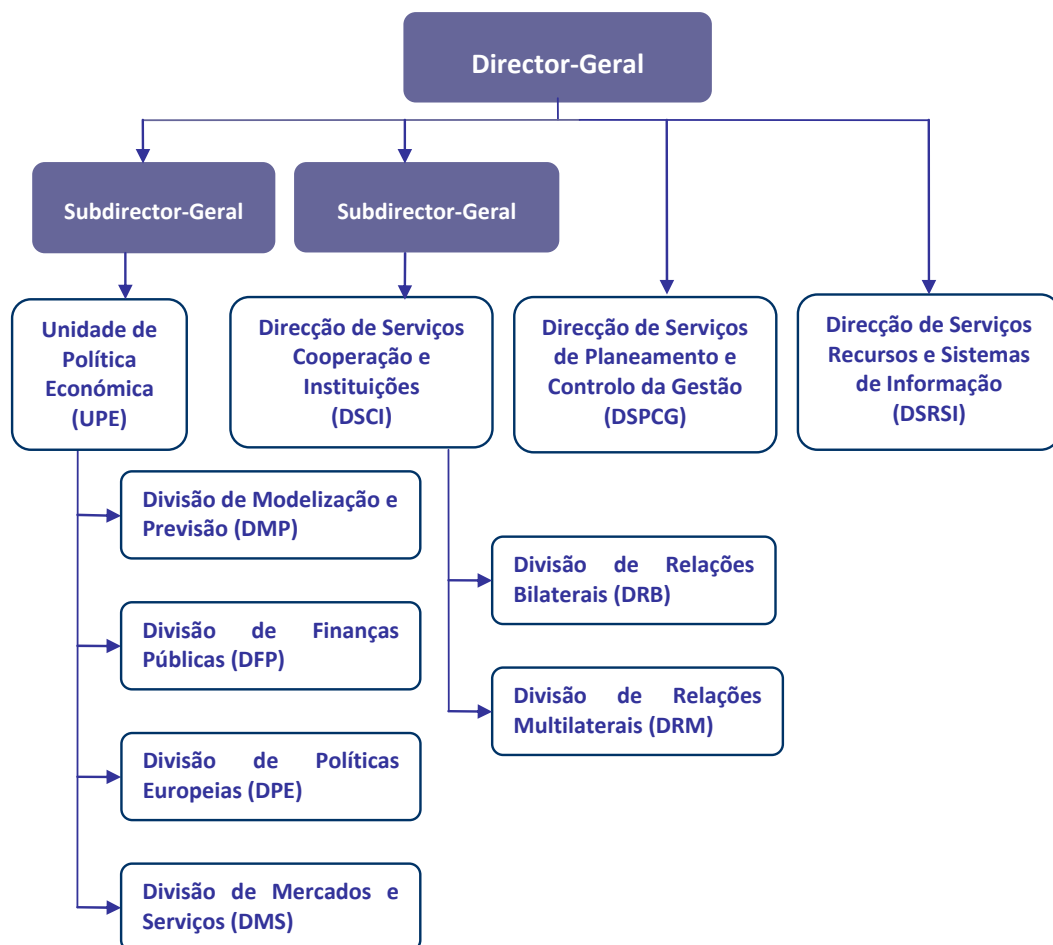 Director-Geral
Subdirector-Geral
Subdirector-Geral
Unidade de
Política
Económica
(UPE)
Direcção de Serviços
Cooperação e
Instituições
(DSCI)
Direcção de Serviços
de Planeamento e
Controlo da Gestão
(DSPCG)
Direcção de Serviços
Recursos e Sistemas
de Informação
(DSRSI)
Divisão de Modelização e
Previsão (DMP)
Divisão de Finanças
Públicas (DFP)
Divisão de Políticas
Europeias (DPE)
Divisão de Mercados e
Serviços (DMS)
Divisão de Relações
Bilaterais (DRB)
Divisão de Relações
Multilaterais (DRM)